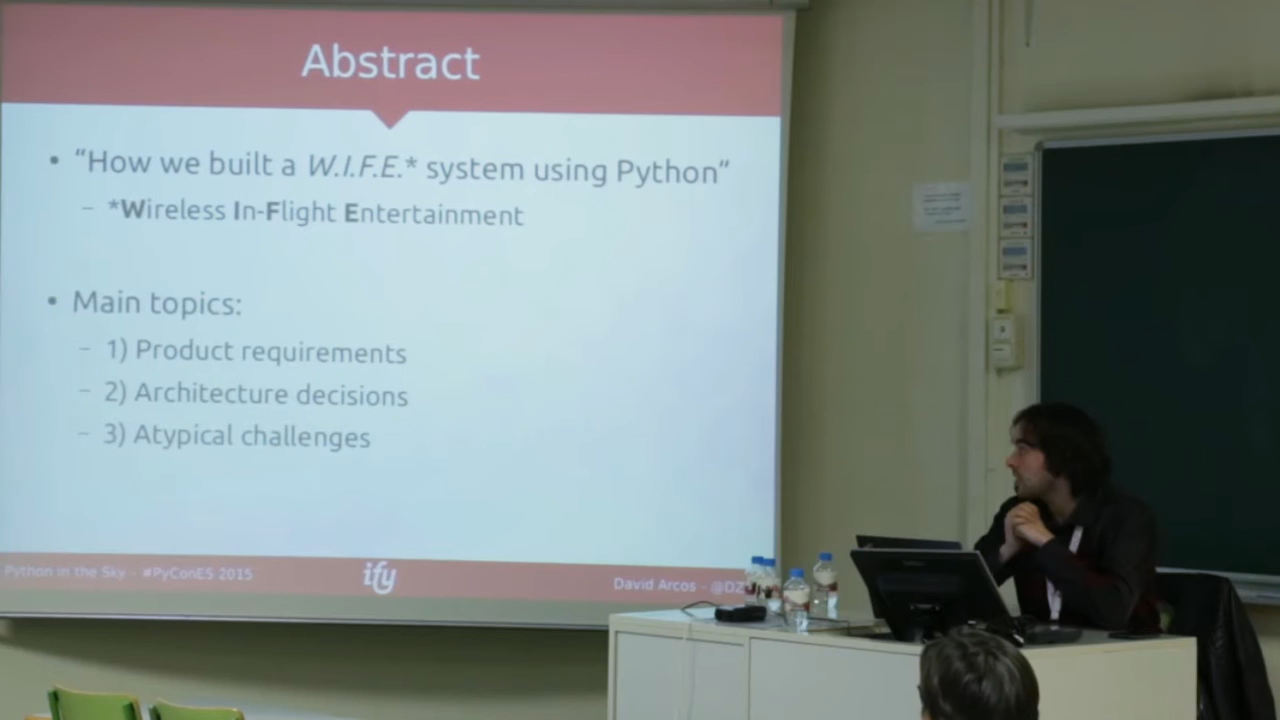 Abstract
• “How we built a W.I.F.E.* system using Python”
– *Wireless In-Flight Entertainment
• Main topics:
– 1) Product requirements
– 2) Architecture decisions
– 3) Atypical challenges
Python in the Sky - #PyConES 2015
ify
David Arcos - @DZ